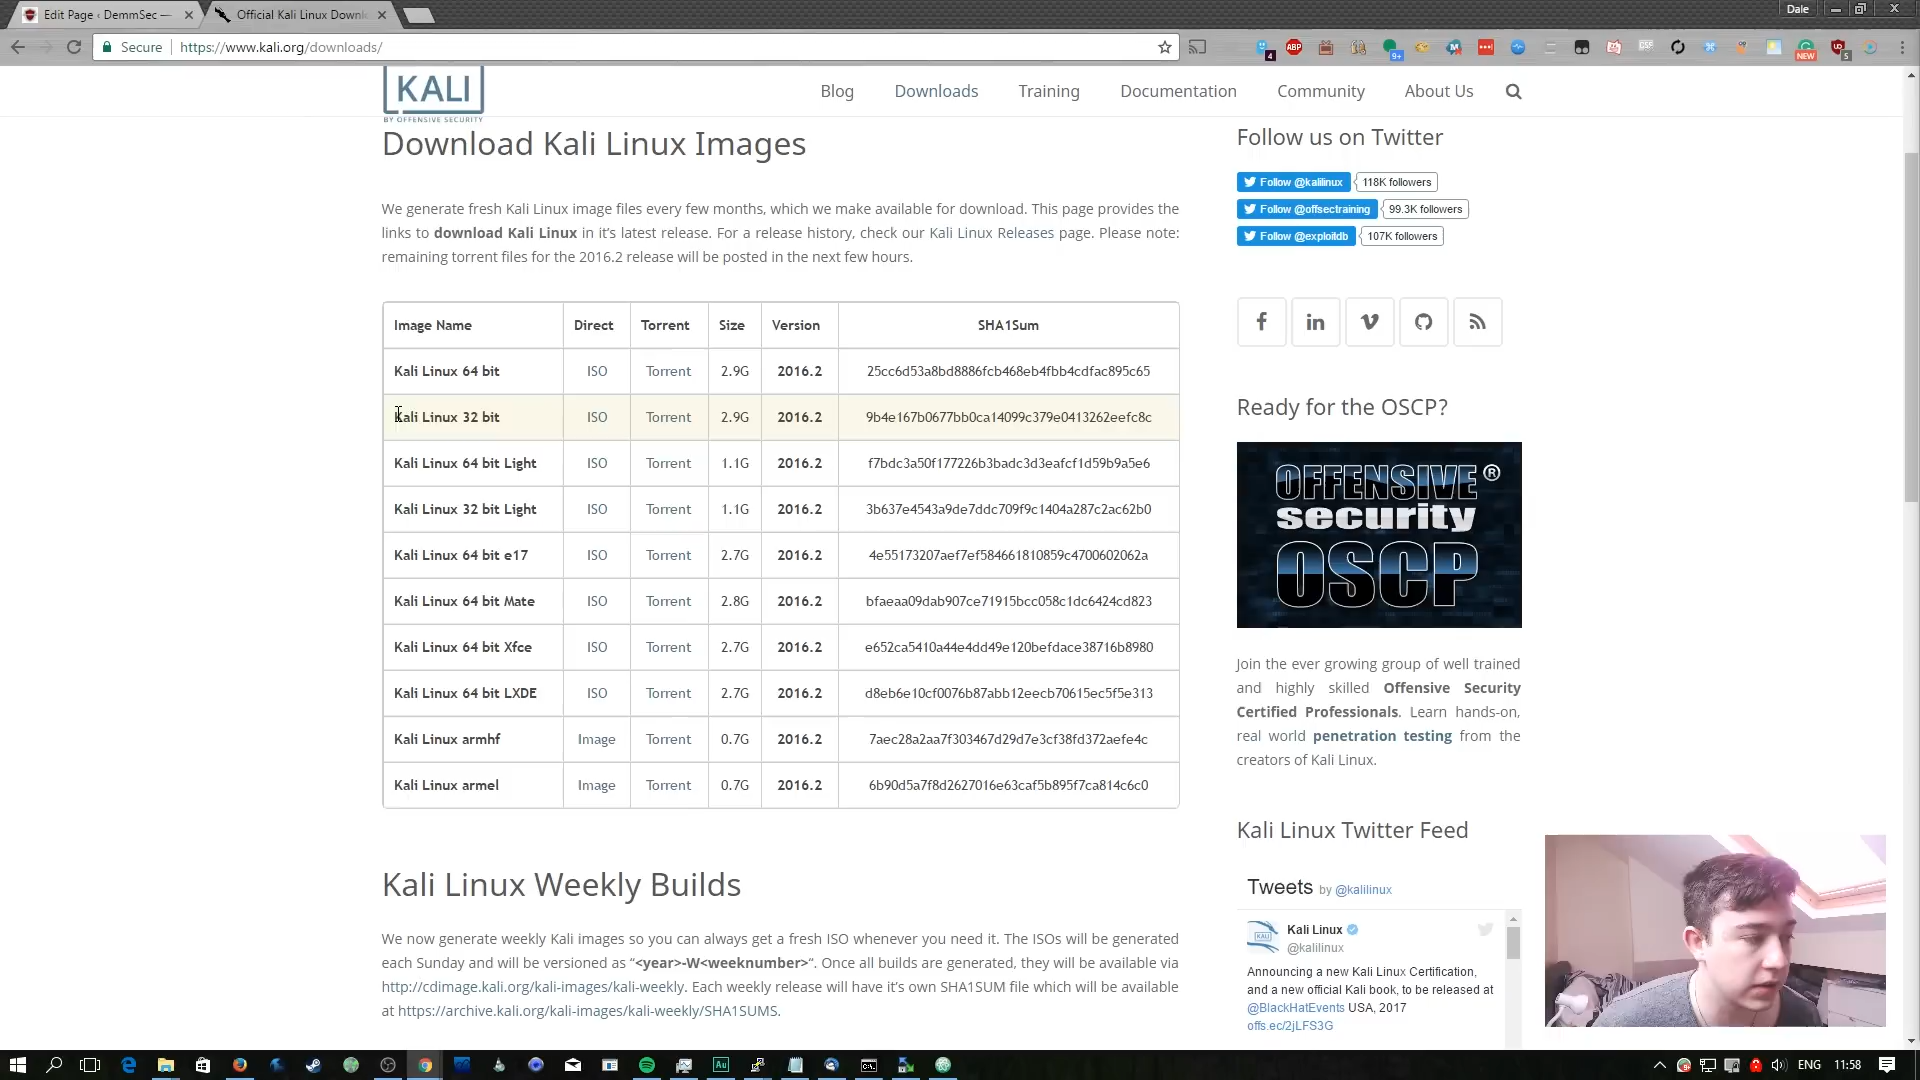 Edit Page ‹ DemmSec —
Official Kali Linux Downl
Dale
Secure
https://www.kali.org/downloads/
KALI
BY OFFENSIVE SECURITY
Blog
Downloads
Training
Documentation
Community
About Us
Download Kali Linux Images
We generate fresh Kali Linux image files every few months, which we make available for download. This page provides the
links to download Kali Linux in it's latest release. For a release history, check our Kali Linux Releases page. Please note:
remaining torrent files for the 2016.2 release will be posted in the next few hours.
Image Name Direct Torrent Size Version SHA1Sum
Kali Linux 64 bit ISO Torrent 2.9G 2016.2 25cc6d53a8bd8886fcb468eb4fbb4cdfac895c65
Kali Linux 32 bit ISO Torrent 2.9G 2016.2 9b4e167b0677bb0ca14099c379e0413262eefc8c
Kali Linux 64 bit Light ISO Torrent 1.1G 2016.2 f7bdc3a50f177226b3badc3d3eafcf1d59b9a5e6
Kali Linux 32 bit Light ISO Torrent 1.1G 2016.2 3b637e4543a9de7ddc709f9c1404a287c2ac62b0
Kali Linux 64 bit e17 ISO Torrent 2.7G 2016.2 4e55173207aef7ef584661810859c4700602062a
Kali Linux 64 bit Mate ISO Torrent 2.8G 2016.2 bfaeaa09dab907ce71915bcc058c1dc6424cd823
Kali Linux 64 bit Xfce ISO Torrent 2.7G 2016.2 e652ca5410a44e4dd49e120befdace38716b8980
Kali Linux 64 bit LXDE ISO Torrent 2.7G 2016.2 d8eb6e10cf0076b87abb12eecb70615ec5f5e313
Kali Linux armhf Image Torrent 0.7G 2016.2 7aec28a2aa7f303467d29d7e3cf38fd372aefe4c
Kali Linux armel Image Torrent 0.7G 2016.2 6b90d5a7f8d2627016e63caf5b895f7ca814c6c0
Kali Linux Weekly Builds
We now generate weekly Kali images so you can always get a fresh ISO whenever you need it. The ISOs will be generated
each Sunday and will be versioned as “<year>-W<weeknumber>“. Once all builds are generated, they will be available via
http://cdimage.kali.org/kali-images/kali-weekly. Each weekly release will have it's own SHA1SUM file which will be available
at https://archive.kali.org/kali-images/kali-weekly/SHA1SUMS.
Follow us on Twitter
Follow @kalilinux 118K followers
Follow @offsectraining 99.3K followers
Follow @exploitdb 107K followers
Ready for the OSCP?
OFFENSIVE®
security
OSCP
Join the ever growing group of well trained
and highly skilled Offensive Security
Certified Professionals. Learn hands-on,
real world penetration testing from the
creators of Kali Linux.
Kali Linux Twitter Feed
Tweets by @kalilinux
Kali Linux
@kalilinux
Announcing a new Kali Linux Certification,
and a new official Kali book, to be released at
@BlackHatEvents USA, 2017
offs.ec/2jLFS3G
ENG
11:58